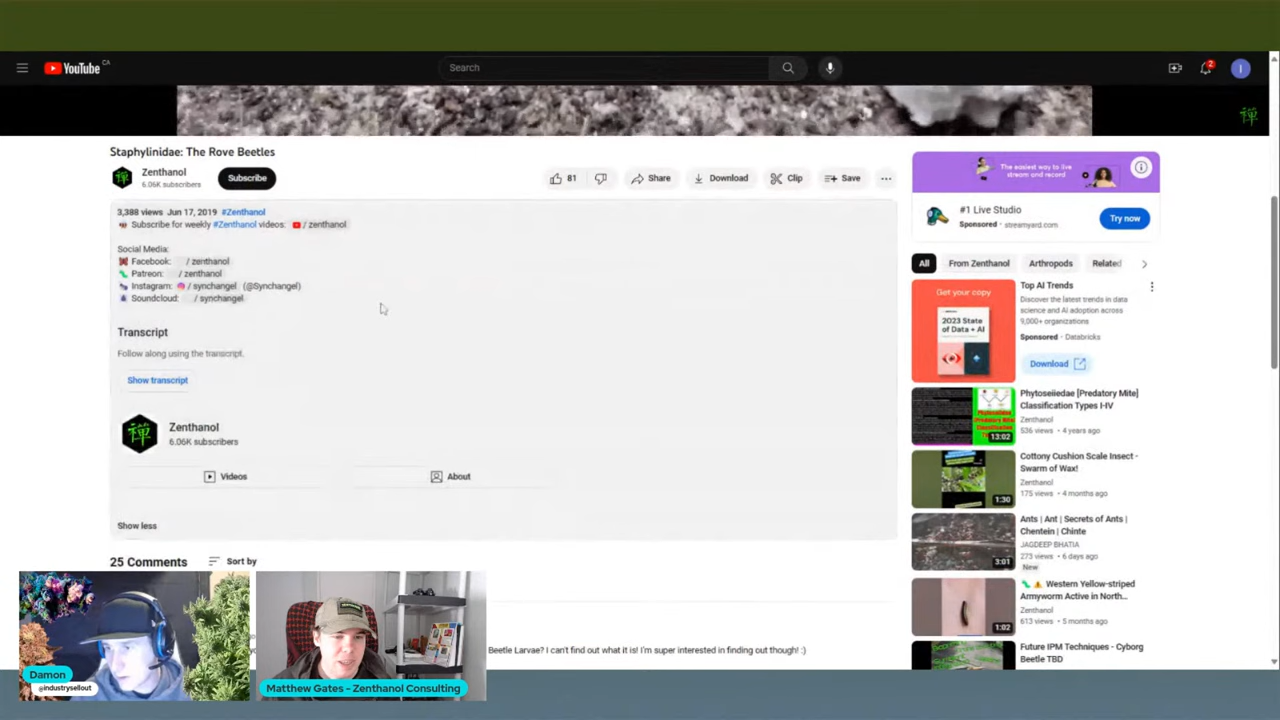 YouTube CA
Search
2
I
禅
Staphylinidae: The Rove Beetles
Zenthanol
6.06K subscribers
Subscribe
81
Share
Download
Clip
Save
3,388 views Jun 17, 2019 #Zenthanol
Subscribe for weekly #Zenthanol videos: / zenthanol
Social Media:
Facebook: / zenthanol
Patreon: / zenthanol
Instagram: / synchangel (@Synchangel)
Soundcloud: / synchangel
Transcript
Follow along using the transcript.
Show transcript
Zenthanol
6.06K subscribers
Videos
About
Show less
25 Comments
Sort by
Beetle Larvae? I can't find out what it is! I'm super interested in finding out though! :)
Damon
@industrysellout
Matthew Gates - Zenthanol Consulting
The easiest way to live
stream and record
#1 Live Studio
Sponsored · streamyard.com
Try now
All
From Zenthanol
Arthropods
Related
Get your copy
2023 State
of Data + AI
Top AI Trends
Discover the latest trends in data
science and AI adoption across
9,000+ organizations
Sponsored · Databricks
Download
13:02
Phytoseiidae [Predatory Mite]
Classification Types I-IV
Zenthanol
536 views • 4 years ago
1:30
Cottony Cushion Scale Insect -
Swarm of Wax!
Zenthanol
175 views • 4 months ago
3:01
Ants | Ant | Secrets of Ants |
Chentein | Chinte
JAGDEEP BHATIA
273 views • 6 days ago
New
1:02
Western Yellow-striped
Armyworm Active in North...
Zenthanol
613 views • 5 months ago
Future IPM Techniques - Cyborg
Beetle TBD